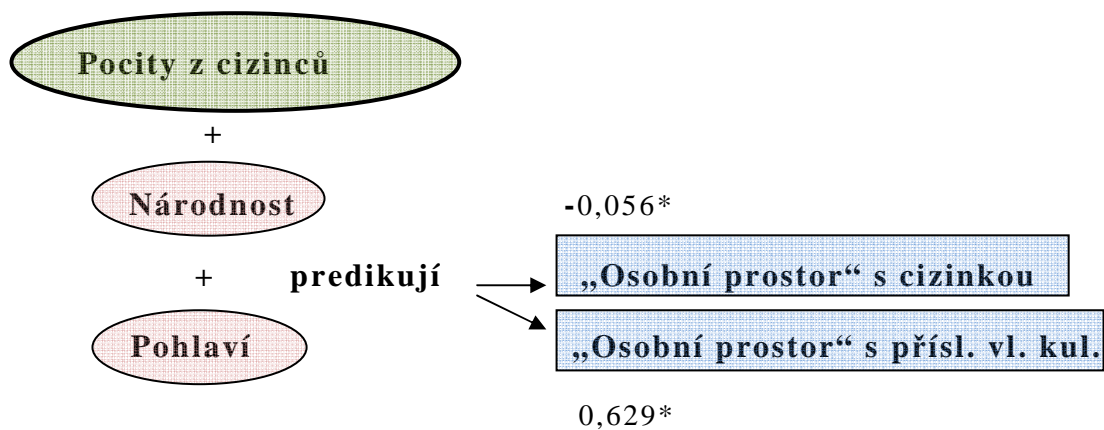 Pocity z cizinců
+
Národnost
-0,056*
+ predikují „Osobní prostor“ s cizinkou
Pohlaví „Osobní prostor“ s přísl. vl. kul.
0,629*